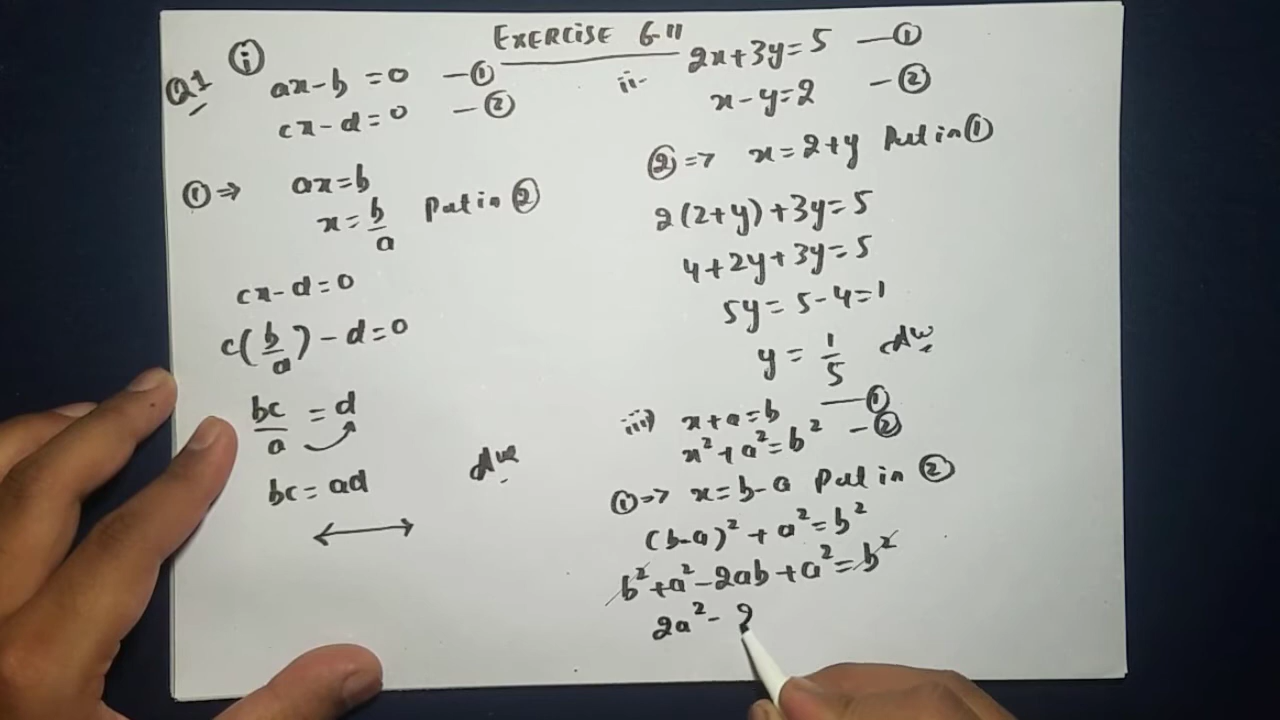 EXERCISE 6.11
Q1 (i)
ax-b =0 —①
cx-d=0 —②
①⇒ ax=b
x=b/a Put in ②
cx-d=0
c(b/a)-d=0
bc/a =d
bc=ad Aw
ii- 2x+3y=5 —①
x-y=2 —②
②=> x=2+y Put in ①
2(2+y)+3y=5
4+2y+3y=5
5y=5-4=1
y=1/5 Aw
iii) x+a=b —①
x²+a²=b² —②
①=> x=b-a Put in ②
(b-a)²+a²=b²
b²+a²-2ab+a²=b²
2a²-2